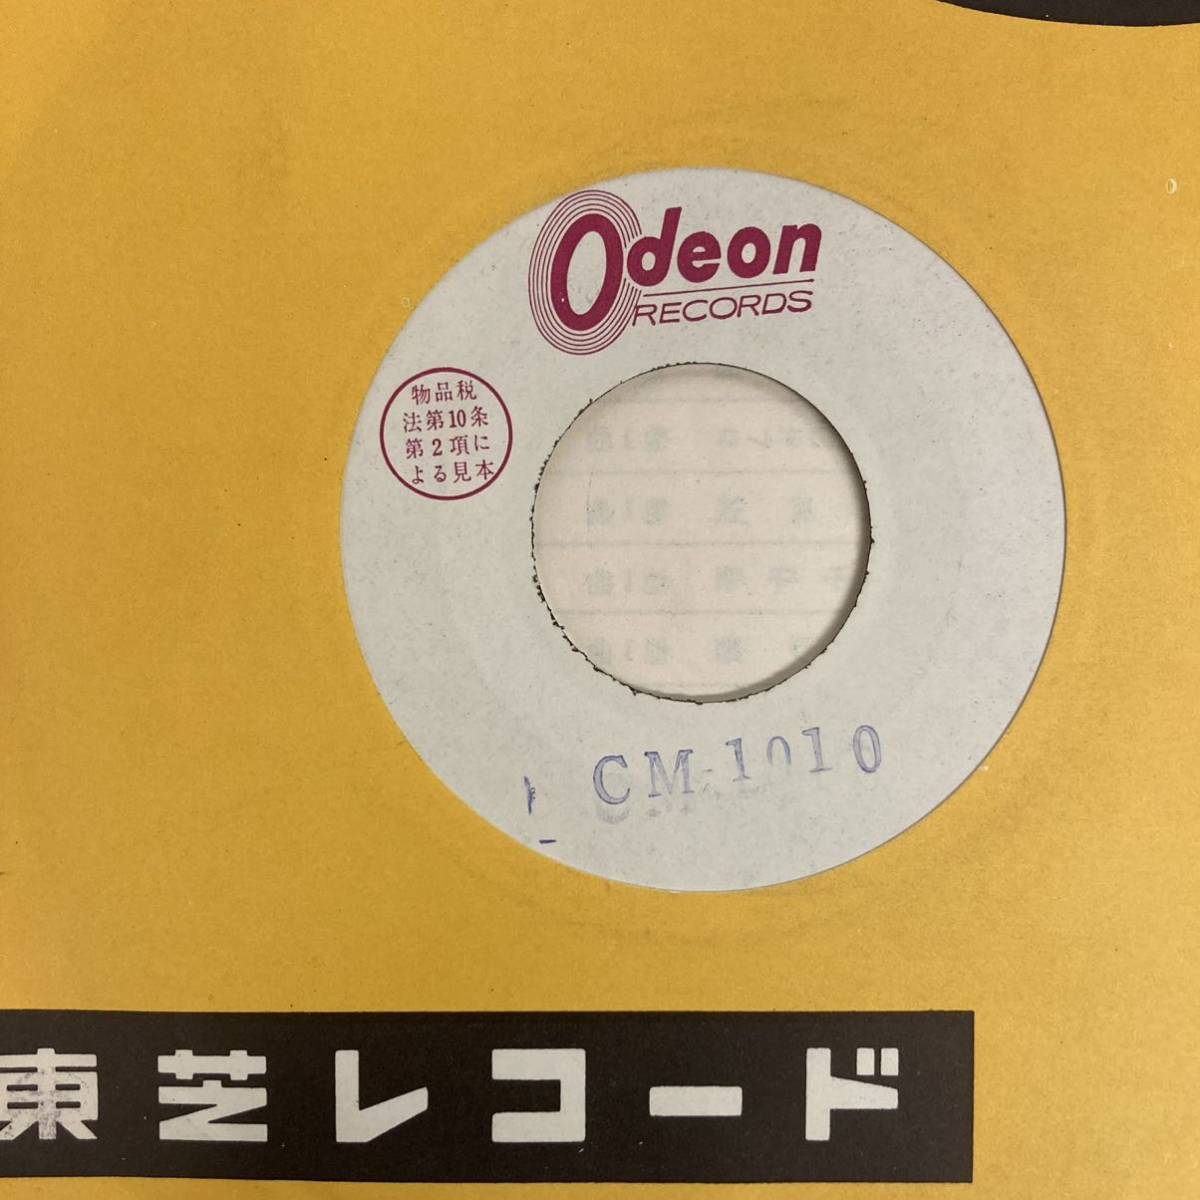 Odeon
RECORDS
物品税
法第10条
第2項に
よる見本
CM-1010
東芝レコード